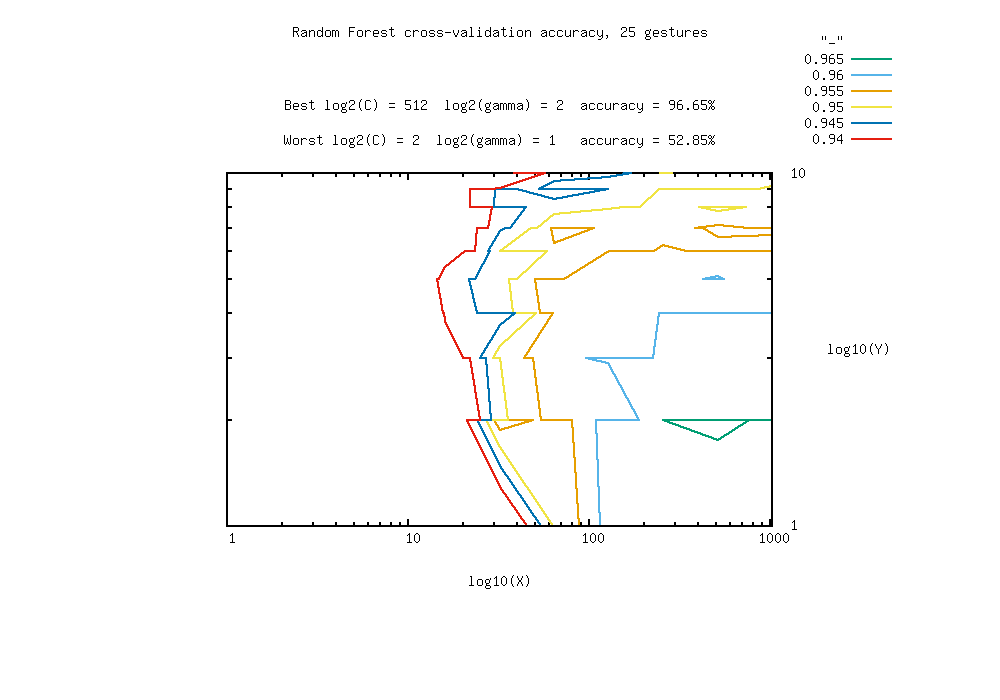 Random Forest cross-validation accuracy, 25 gestures
"_"
0.965
0.96
0.955
0.95
0.945
0.94
Best log2(C) = 512  log2(gamma) = 2  accuracy = 96.65%
Worst log2(C) = 2  log2(gamma) = 1   accuracy = 52.85%
10
log10(Y)
1
1 10 100 1000
log10(X)